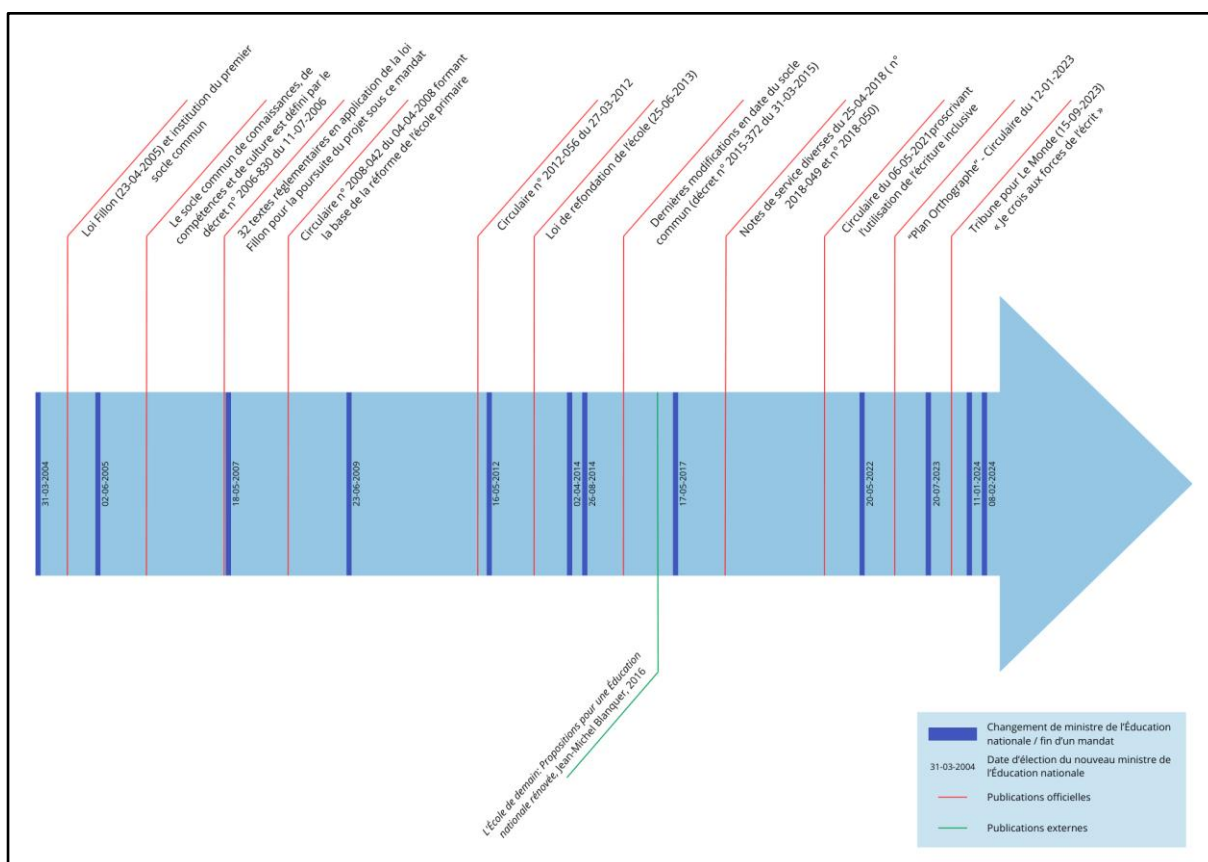 Loi Fillon (23-04-2005) et institution du premier
socle commun
Le socle commun de connaissances, de
compétences et de culture est défini par le
décret n° 2006-830 du 11-07-2006
32 textes réglementaires en application de la loi
Fillon pour la poursuite du projet sous ce mandat
Circulaire n° 2008-042 du 04-04-2008 formant
la base de la réforme de l'école primaire
Circulaire n° 2012-056 du 27-03-2012
Loi de refondation de l'école (25-06-2013)
Dernières modifications en date du socle
commun (décret n° 2015-372 du 31-03-2015)
Notes de service diverses du 25-04-2018 ( n°
2018-049 et n° 2018-050)
Circulaire du 06-05-2021proscrivant
l'utilisation de l'écriture inclusive
"Plan Orthographe" - Circulaire du 12-01-2023
Tribune pour Le Monde (15-09-2023)
« Je crois aux forces de l'écrit »
31-03-2004
02-06-2005
18-05-2007
23-06-2009
16-05-2012
02-04-2014
26-08-2014
17-05-2017
20-05-2022
20-07-2023
11-01-2024
08-02-2024
L'École de demain: Propositions pour une Éducation
nationale rénovée, Jean-Michel Blanquer, 2016
Changement de ministre de l'Éducation
nationale / fin d'un mandat
31-03-2004 Date d'élection du nouveau ministre de
l'Éducation nationale
Publications officielles
Publications externes